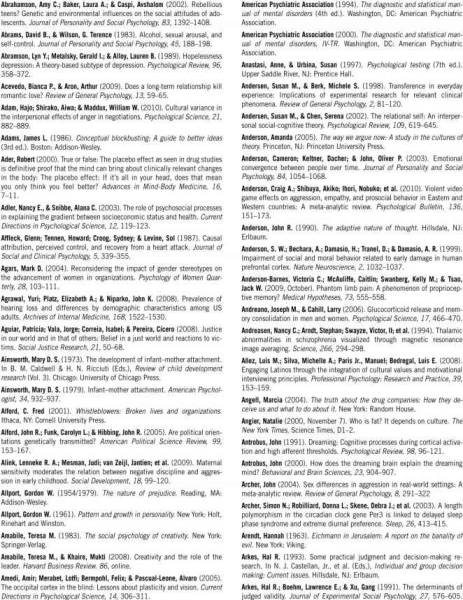 Abrahamson, Amy C.; Baker, Laura J.; & Caspi, Avshalom (2002). Rebellious
teens? Genetic and environmental influences on the social attitudes of ado-
lescents. Journal of Personality and Social Psychology, 83, 1392–1408.
Abrams, David B., & Wilson, G. Terence (1983). Alcohol, sexual arousal, and
self-control. Journal of Personality and Social Psychology, 45, 188–198.
Abramson, Lyn Y.; Metalsky, Gerald I.; & Alloy, Lauren B. (1989). Hopelessness
depression: A theory-based subtype of depression. Psychological Review, 96,
358–372.
Acevedo, Bianca P., & Aron, Arthur (2009). Does a long-term relationship kill
romantic love? Review of General Psychology, 13, 59–65.
Adam, Hajo; Shirako, Aiwa; & Maddux, William W. (2010). Cultural variance in
the interpersonal effects of anger in negotiations. Psychological Science, 21,
882–889.
Adams, James L. (1986). Conceptual blockbusting: A guide to better ideas
(3rd ed.). Boston: Addison-Wesley.
Ader, Robert (2000). True or false: The placebo effect as seen in drug studies
is definitive proof that the mind can bring about clinically relevant changes
in the body: The placebo effect: If it's all in your head, does that mean
you only think you feel better? Advances in Mind-Body Medicine, 16,
7–11.
Adler, Nancy E., & Snibbe, Alana C. (2003). The role of psychosocial processes
in explaining the gradient between socioeconomic status and health. Current
Directions in Psychological Science, 12, 119–123.
Affleck, Glenn; Tennen, Howard; Croog, Sydney; & Levine, Sol (1987). Causal
attribution, perceived control, and recovery from a heart attack. Journal of
Social and Clinical Psychology, 5, 339–355.
Agars, Mark D. (2004). Reconsidering the impact of gender stereotypes on
the advancement of women in organizations. Psychology of Women Quar-
terly, 28, 103–111.
Agrawal, Yuri; Platz, Elizabeth A.; & Niparko, John K. (2008). Prevalence of
hearing loss and differences by demographic characteristics among US
adults. Archives of Internal Medicine, 168, 1522–1530.
Aguiar, Patrícia; Vala, Jorge; Correia, Isabel; & Pereira, Cícero (2008). Justice
in our world and in that of others: Belief in a just world and reactions to vic-
tims. Social Justice Research, 21, 50–68.
Ainsworth, Mary D. S. (1973). The development of infant–mother attachment.
In B. M. Caldwell & H. N. Ricciuti (Eds.), Review of child development
research (Vol. 3). Chicago: University of Chicago Press.
Ainsworth, Mary D. S. (1979). Infant–mother attachment. American Psychol-
ogist, 34, 932–937.
Alford, C. Fred (2001). Whistleblowers: Broken lives and organizations.
Ithaca, NY: Cornell University Press.
Alford, John R.; Funk, Carolyn L.; & Hibbing, John R. (2005). Are political orien-
tations genetically transmitted? American Political Science Review, 99,
153–167.
Alink, Lenneke R. A.; Mesman, Judi; van Zeijl, Jantien; et al. (2009). Maternal
sensitivity moderates the relation between negative discipline and aggres-
sion in early childhood. Social Development, 18, 99–120.
Allport, Gordon W. (1954/1979). The nature of prejudice. Reading, MA:
Addison-Wesley.
Allport, Gordon W. (1961). Pattern and growth in personality. New York: Holt,
Rinehart and Winston.
Amabile, Teresa M. (1983). The social psychology of creativity. New York:
Springer-Verlag.
Amabile, Teresa M., & Khaire, Mukti (2008). Creativity and the role of the
leader. Harvard Business Review, 86, online.
Amedi, Amir; Merabet, Lotfi; Bermpohl, Felix; & Pascual-Leone, Alvaro (2005).
The occipital cortex in the blind: Lessons about plasticity and vision. Current
Directions in Psychological Science, 14, 306–311.
American Psychiatric Association (1994). The diagnostic and statistical man-
ual of mental disorders (4th ed.). Washington, DC: American Psychiatric
Association.
American Psychiatric Association (2000). The diagnostic and statistical man-
ual of mental disorders, IV-TR. Washington, DC: American Psychiatric
Association.
Anastasi, Anne, & Urbina, Susan (1997). Psychological testing (7th ed.).
Upper Saddle River, NJ: Prentice Hall.
Andersen, Susan M., & Berk, Michele S. (1998). Transference in everyday
experience: Implications of experimental research for relevant clinical
phenomena. Review of General Psychology, 2, 81–120.
Andersen, Susan M., & Chen, Serena (2002). The relational self: An interper-
sonal social-cognitive theory. Psychological Review, 109, 619–645.
Anderson, Amanda (2005). The way we argue now: A study in the cultures of
theory. Princeton, NJ: Princeton University Press.
Anderson, Cameron; Keltner, Dacher; & John, Oliver P. (2003). Emotional
convergence between people over time. Journal of Personality and Social
Psychology, 84, 1054–1068.
Anderson, Craig A.; Shibuya, Akiko; Ihori, Nobuko; et al. (2010). Violent video
game effects on aggression, empathy, and prosocial behavior in Eastern and
Western countries: A meta-analytic review. Psychological Bulletin, 136,
151–173.
Anderson, John R. (1990). The adaptive nature of thought. Hillsdale, NJ:
Erlbaum.
Anderson, S. W.; Bechara, A.; Damasio, H.; Tranel, D.; & Damasio, A. R. (1999).
Impairment of social and moral behavior related to early damage in human
prefrontal cortex. Nature Neuroscience, 2, 1032–1037.
Anderson-Barnes, Victoria C.; McAuliffe, Caitlin; Swanberg, Kelly M.; & Tsao,
Jack W. (2009, October). Phantom limb pain: A phenomenon of propriocep-
tive memory? Medical Hypotheses, 73, 555–558.
Andreano, Joseph M., & Cahill, Larry (2006). Glucocorticoid release and mem-
ory consolidation in men and women. Psychological Science, 17, 466–470.
Andreasen, Nancy C.; Arndt, Stephan; Swayze, Victor, II; et al. (1994). Thalamic
abnormalities in schizophrenia visualized through magnetic resonance
image averaging. Science, 266, 294–298.
Añez, Luis M.; Silva, Michelle A.; Paris Jr., Manuel; Bedregal, Luis E. (2008).
Engaging Latinos through the integration of cultural values and motivational
interviewing principles. Professional Psychology: Research and Practice, 39,
153–159.
Angell, Marcia (2004). The truth about the drug companies: How they de-
ceive us and what to do about it. New York: Random House.
Angier, Natalie (2000, November 7). Who is fat? It depends on culture. The
New York Times, Science Times, D1–2.
Antrobus, John (1991). Dreaming: Cognitive processes during cortical activa-
tion and high afferent thresholds. Psychological Review, 98, 96–121.
Antrobus, John (2000). How does the dreaming brain explain the dreaming
mind? Behavioral and Brain Sciences, 23, 904–907.
Archer, John (2004). Sex differences in aggression in real-world settings: A
meta-analytic review. Review of General Psychology, 8, 291–322
Archer, Simon N.; Robilliard, Donna L.; Skene, Debra J.; et al. (2003). A length
polymorphism in the circadian clock gene Per3 is linked to delayed sleep
phase syndrome and extreme diurnal preference. Sleep, 26, 413–415.
Arendt, Hannah (1963). Eichmann in Jerusalem: A report on the banality of
evil. New York: Viking.
Arkes, Hal R. (1993). Some practical judgment and decision-making re-
search. In N. J. Castellan, Jr., et al. (Eds.), Individual and group decision
making: Current issues. Hillsdale, NJ: Erlbaum.
Arkes, Hal R.; Boehm, Lawrence E.; & Xu, Gang (1991). The determinants of
judged validity. Journal of Experimental Social Psychology, 27, 576–605.